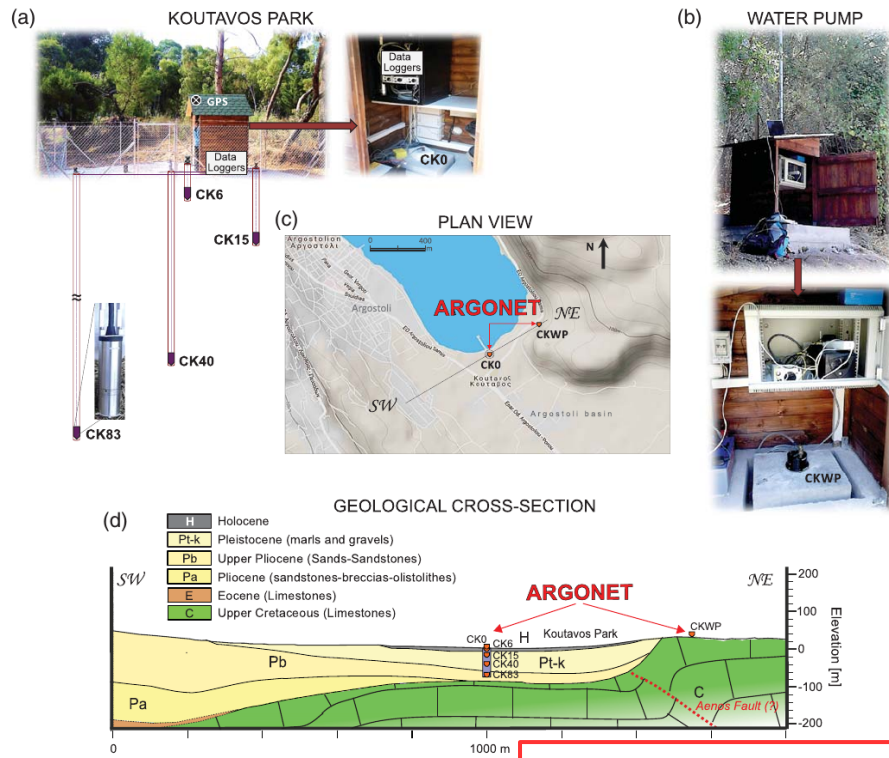 (a)
KOUTAVOS PARK
GPS
Data
Loggers
Data
Loggers
CK0
CK6
CK15
CK40
CK83
≈
(b)
WATER PUMP
CKWP
(c)
PLAN VIEW
Argostolion
Αργοστόλι
0
400
m
N
Argostoli
ARGONET
NE
CKWP
CK0
Κουταβος
SW
Argostoli basin
GEOLOGICAL CROSS-SECTION
(d)
H Holocene
Pt-k Pleistocene (marls and gravels)
Pb Upper Pliocene (Sands-Sandstones)
Pa Pliocene (sandstones-breccias-olistolithes)
E Eocene (Limestones)
C Upper Cretaceous (Limestones)
SW
ARGONET
NE
CK0
CK6
H
Koutavos Park
CKWP
CK15
CK40
CK83
Pb
Pt-k
Pa
C
Aenos Fault (?)
200
100
0
-100
-200
Elevation [m]
0
1000 m